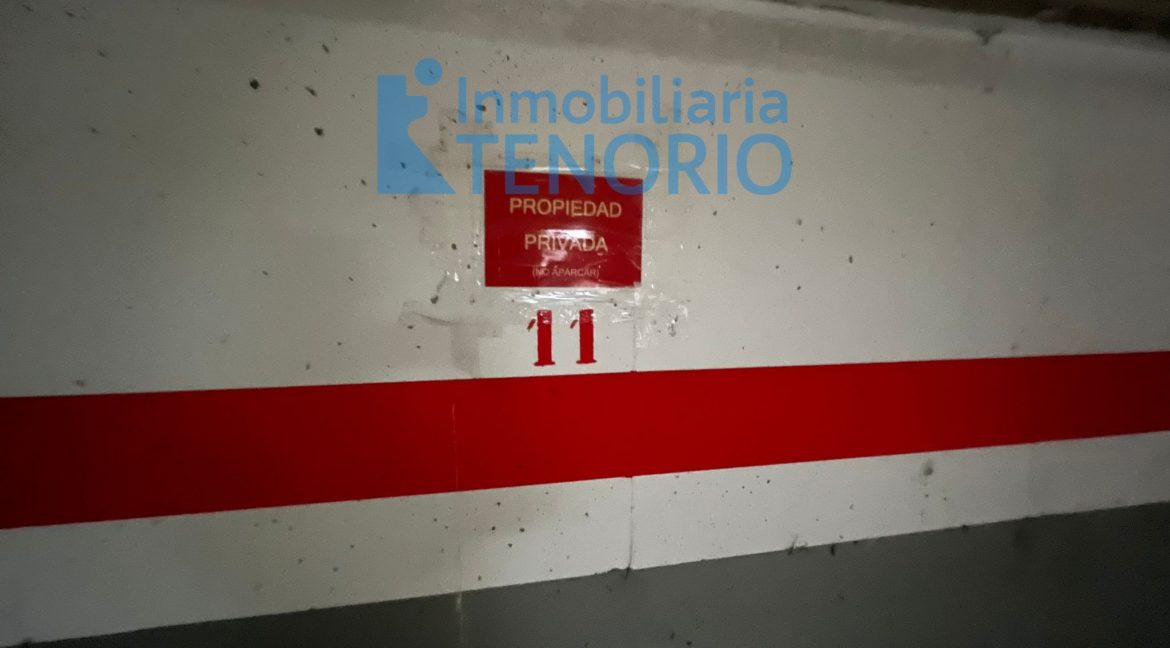 Inmobiliaria
TENORIO
PROPIEDAD
PRIVADA
(NO APARCAR)
11